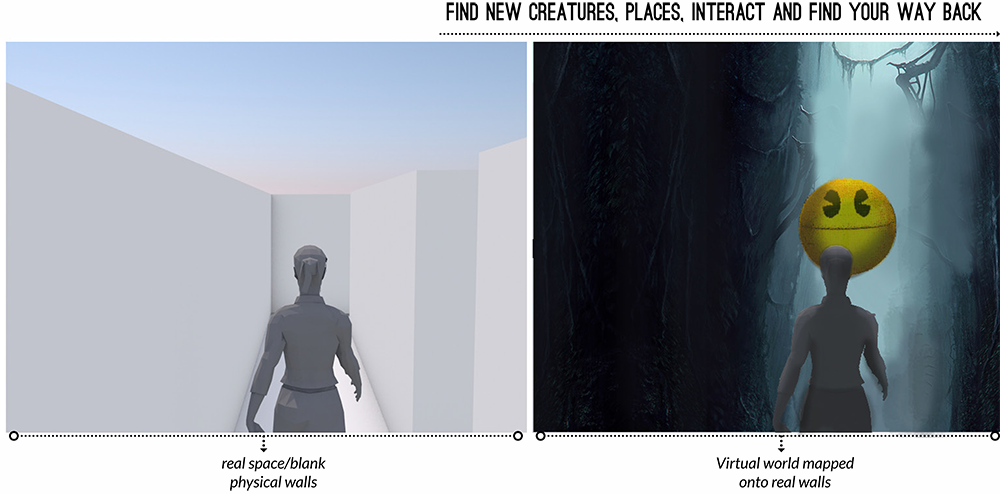 FIND NEW CREATURES, PLACES, INTERACT AND FIND YOUR WAY BACK
real space/blank
physical walls
Virtual world mapped
onto real walls